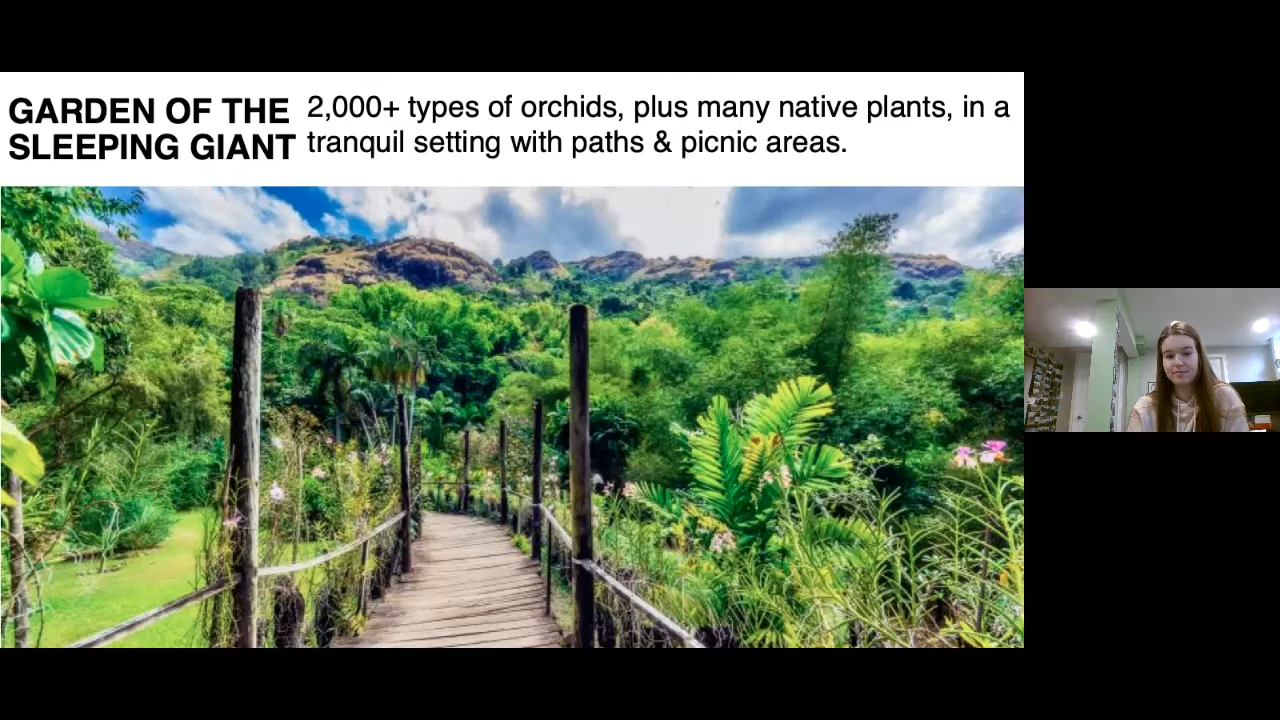 GARDEN OF THE
SLEEPING GIANT
2,000+ types of orchids, plus many native plants, in a
tranquil setting with paths & picnic areas.